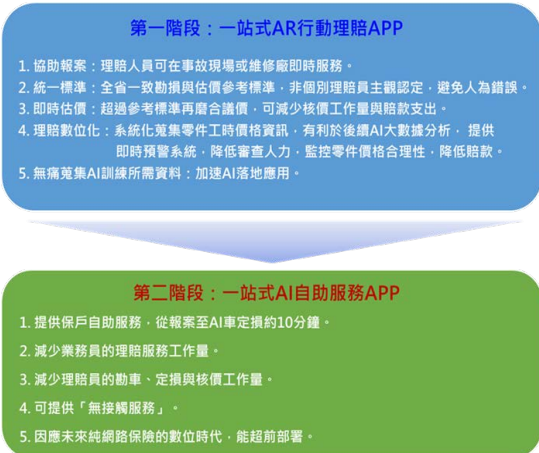 第一階段：一站式AR行動理賠APP
1. 協助報案：理賠人員可在事故現場或維修廠即時服務。
2. 統一標準：全省一致勘損與估價參考標準，非個別理賠員主觀認定，避免人為錯誤。
3. 即時估價：超過參考標準再磨合議價，可減少核價工作量與賠款支出。
4. 理賠數位化：系統化蒐集零件工時價格資訊，有利於後續AI大數據分析， 提供
即時預警系統，降低審查人力，監控零件價格合理性，降低賠款。
5. 無痛蒐集AI訓練所需資料：加速AI落地應用。
第二階段：一站式AI自助服務APP
1. 提供保戶自助服務，從報案至AI車定損約10分鐘。
2. 減少業務員的理賠服務工作量。
3. 減少理賠員的勘車、定損與核價工作量。
4. 可提供「無接觸服務」。
5. 因應未來純網路保險的數位時代，能超前部署。